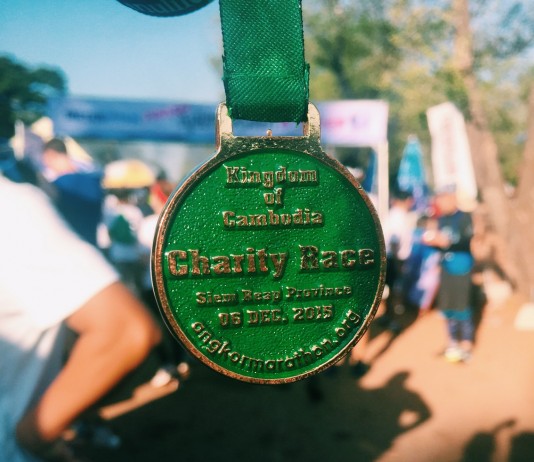 Kingdom
of
Cambodia
Charity Race
Siem Reap Province
06 DEC. 2015
angkormarathon.org